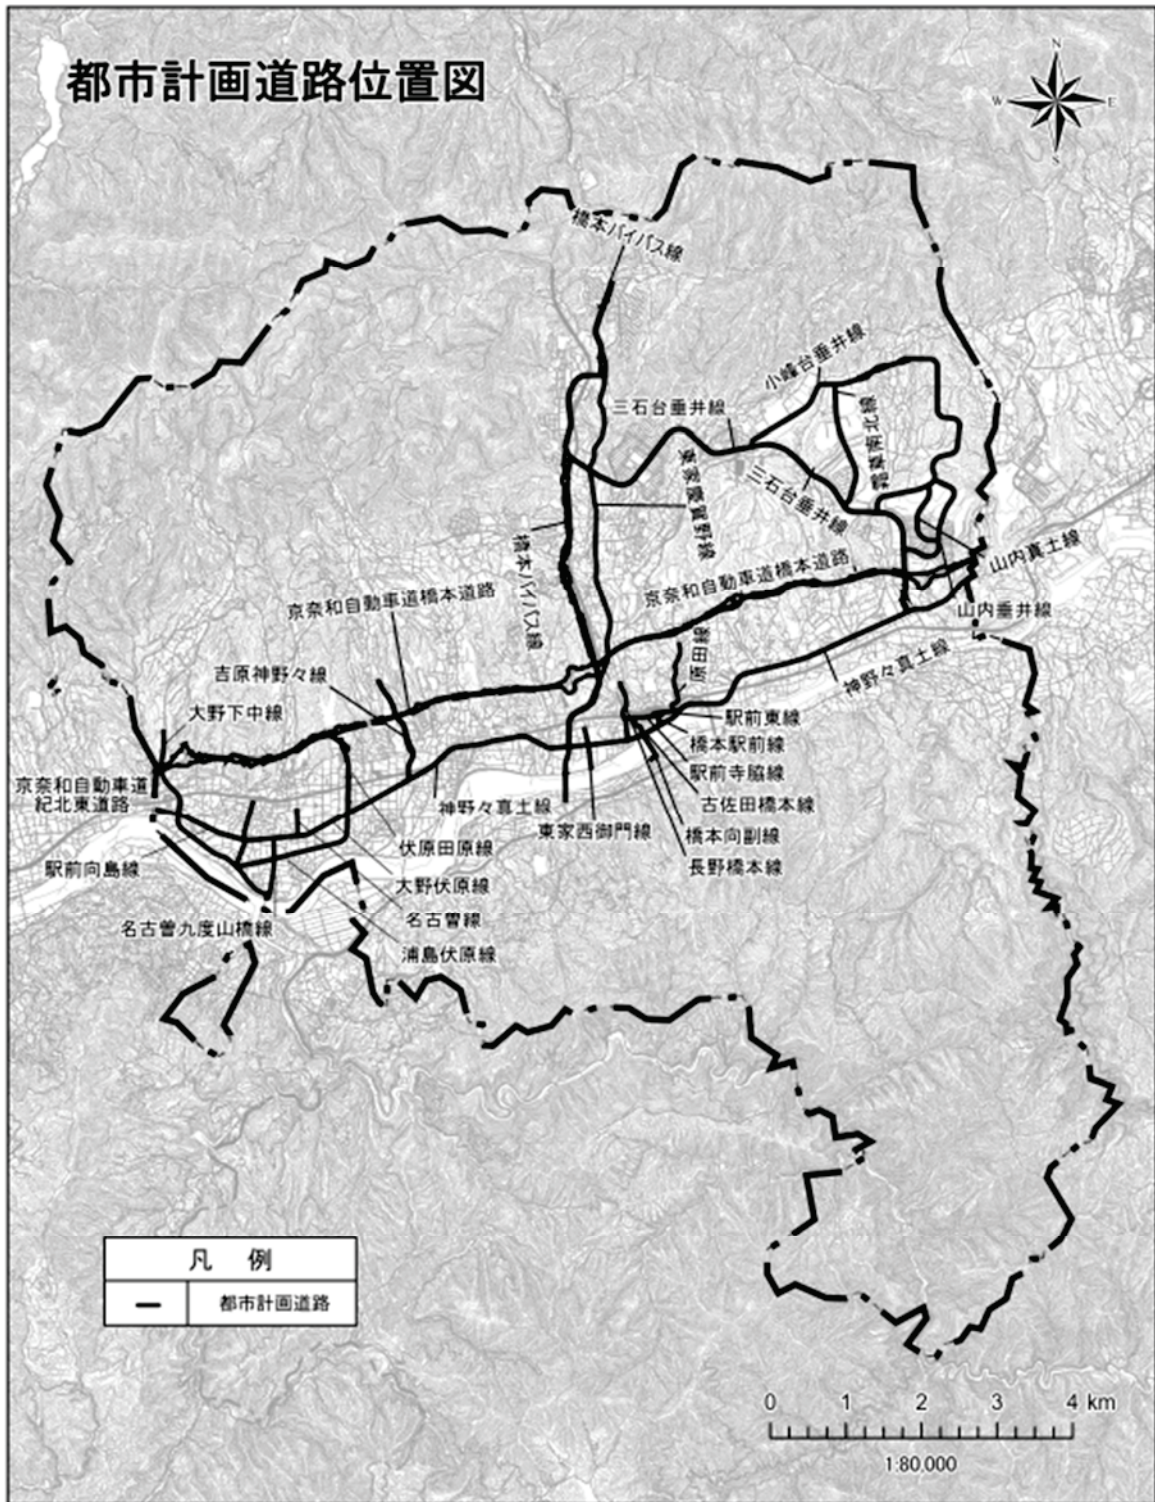 都市計画道路位置図
N
W
E
S
橋本バイパス線
小峰台垂井線
三石台垂井線
霜草南北線
東家慶賀野線
三石台垂井線
橋本バイパス線
山内真土線
京奈和自動車道橋本道路
京奈和自動車道橋本道路
山内垂井線
原田線
吉原神野々線
神野々真土線
大野下中線
駅前東線
橋本駅前線
駅前寺脇線
京奈和自動車道
紀北東道路
神野々真土線
古佐田橋本線
東家西御門線
橋本向副線
伏原田原線
駅前向島線
長野橋本線
大野伏原線
名古曽線
名古曽九度山橋線
浦島伏原線
凡 例
都市計画道路
0 1 2 3 4 km
1:80,000